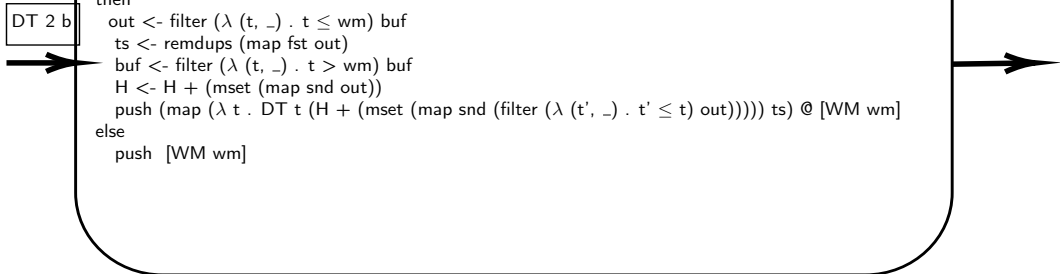 then
DT 2 b
out <- filter (λ (t, _) . t ≤ wm) buf
ts <- remdups (map fst out)
buf <- filter (λ (t, _) . t > wm) buf
H <- H + (mset (map snd out))
push (map (λ t . DT t (H + (mset (map snd (filter (λ (t', _) . t' ≤ t) out))))) ts) @ [WM wm]
else
push [WM wm]